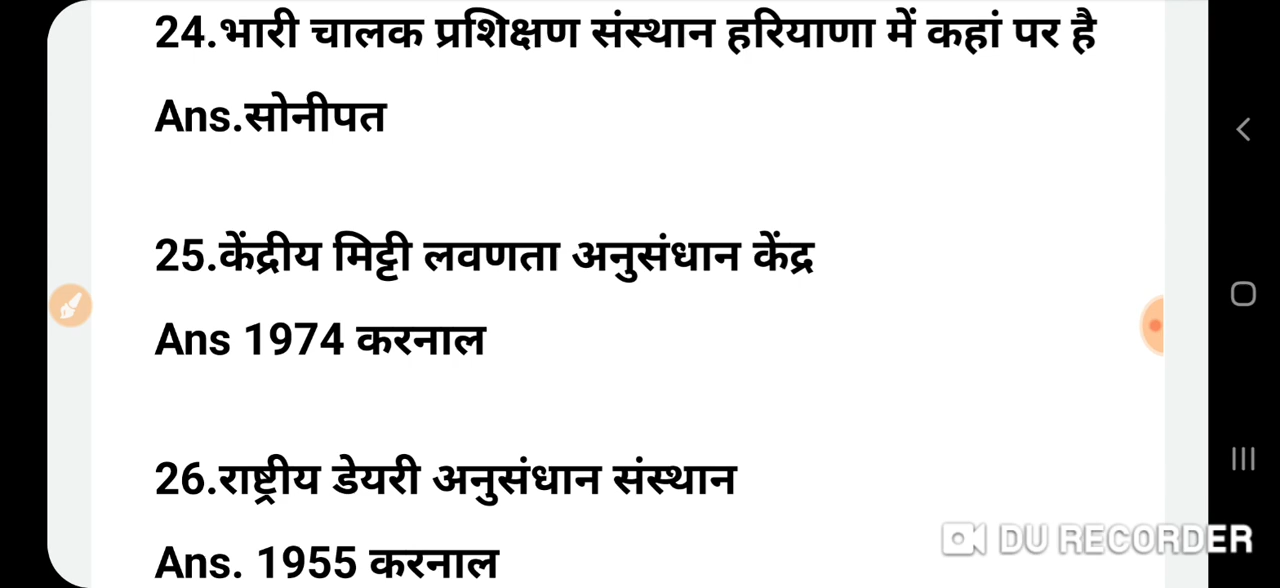 24.भारी चालक प्रशिक्षण संस्थान हरियाणा में कहां पर है
Ans.सोनीपत
25.केंद्रीय मिट्टी लवणता अनुसंधान केंद्र
Ans 1974 करनाल
26.राष्ट्रीय डेयरी अनुसंधान संस्थान
Ans. 1955 करनाल
DU RECORDER